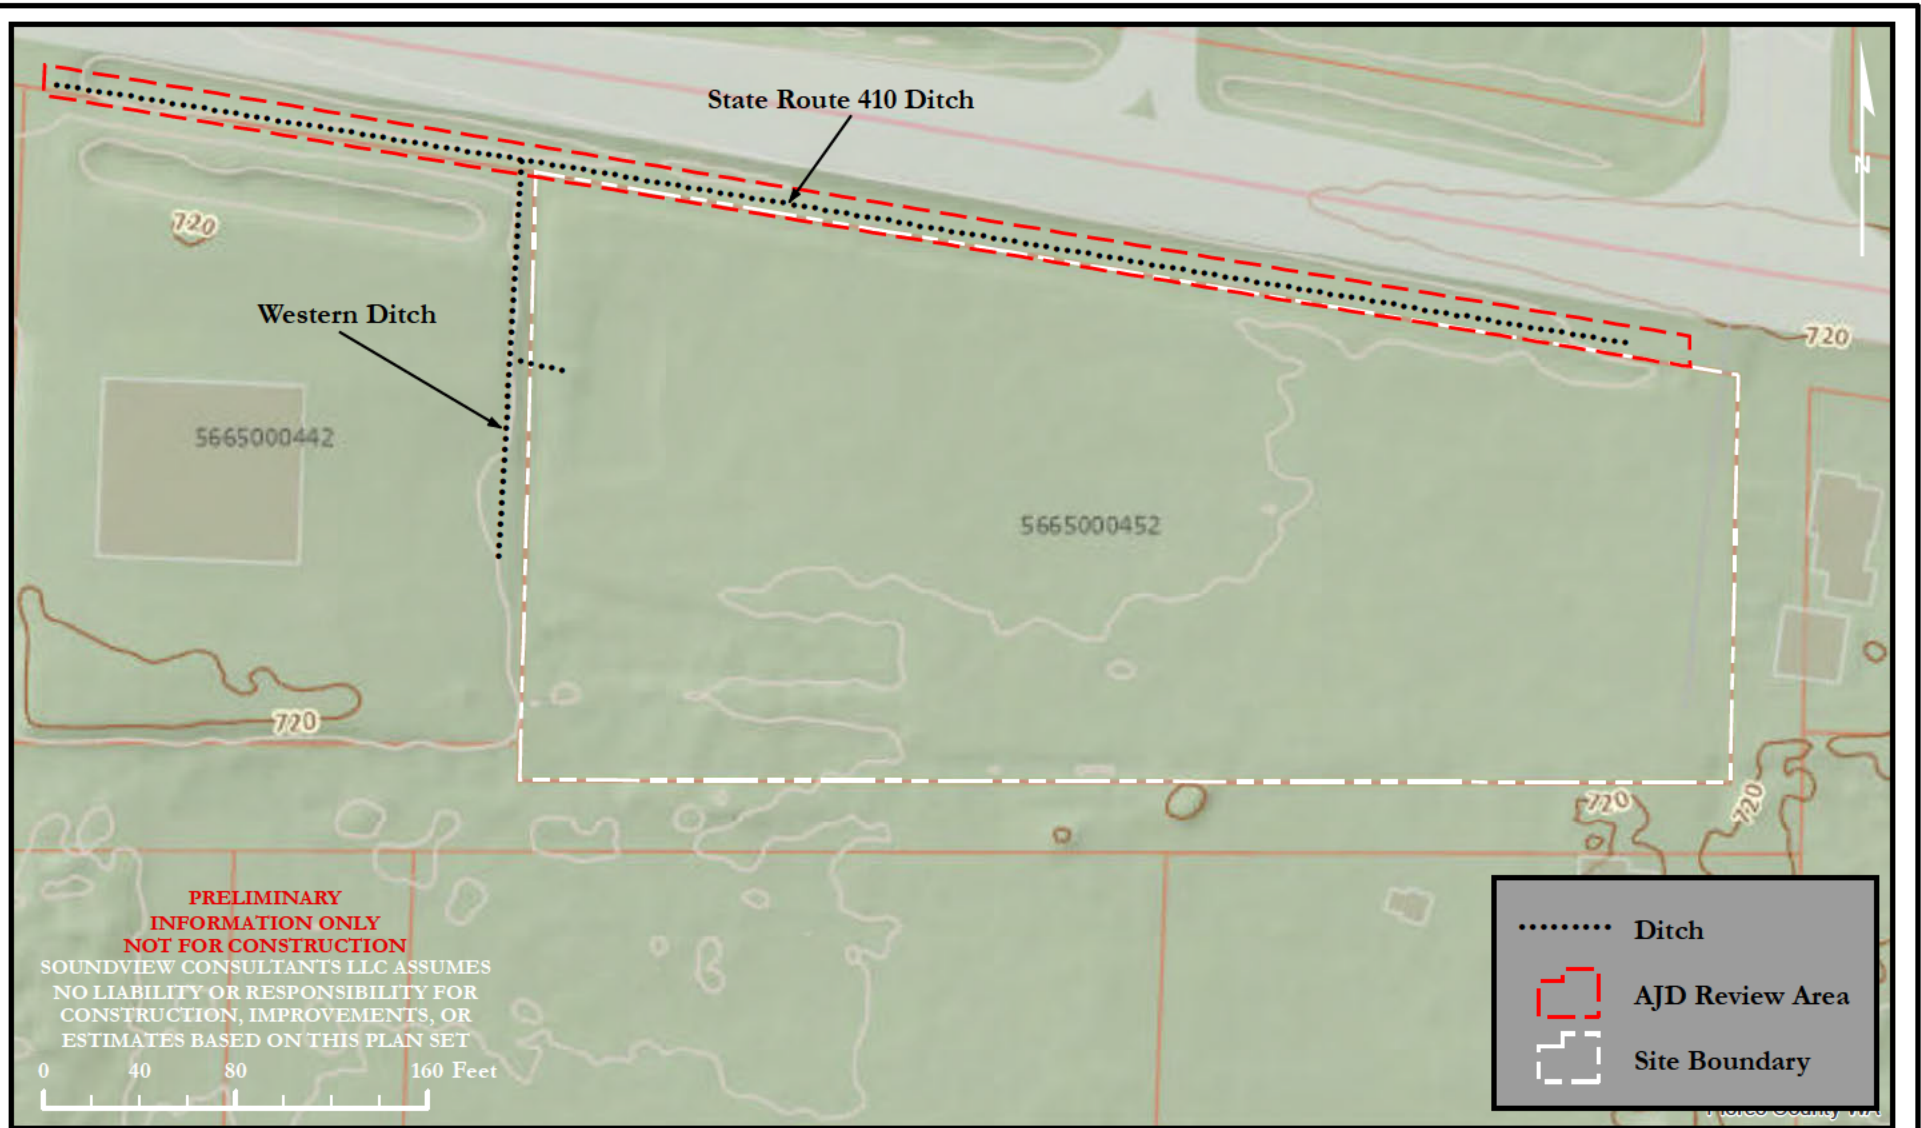 State Route 410 Ditch
N
720
Western Ditch
720
5665000442
5665000452
720
720
720
PRELIMINARY
INFORMATION ONLY
NOT FOR CONSTRUCTION
SOUNDVIEW CONSULTANTS LLC ASSUMES
NO LIABILITY OR RESPONSIBILITY FOR
CONSTRUCTION, IMPROVEMENTS, OR
ESTIMATES BASED ON THIS PLAN SET
0 40 80 160 Feet
Ditch
AJD Review Area
Site Boundary